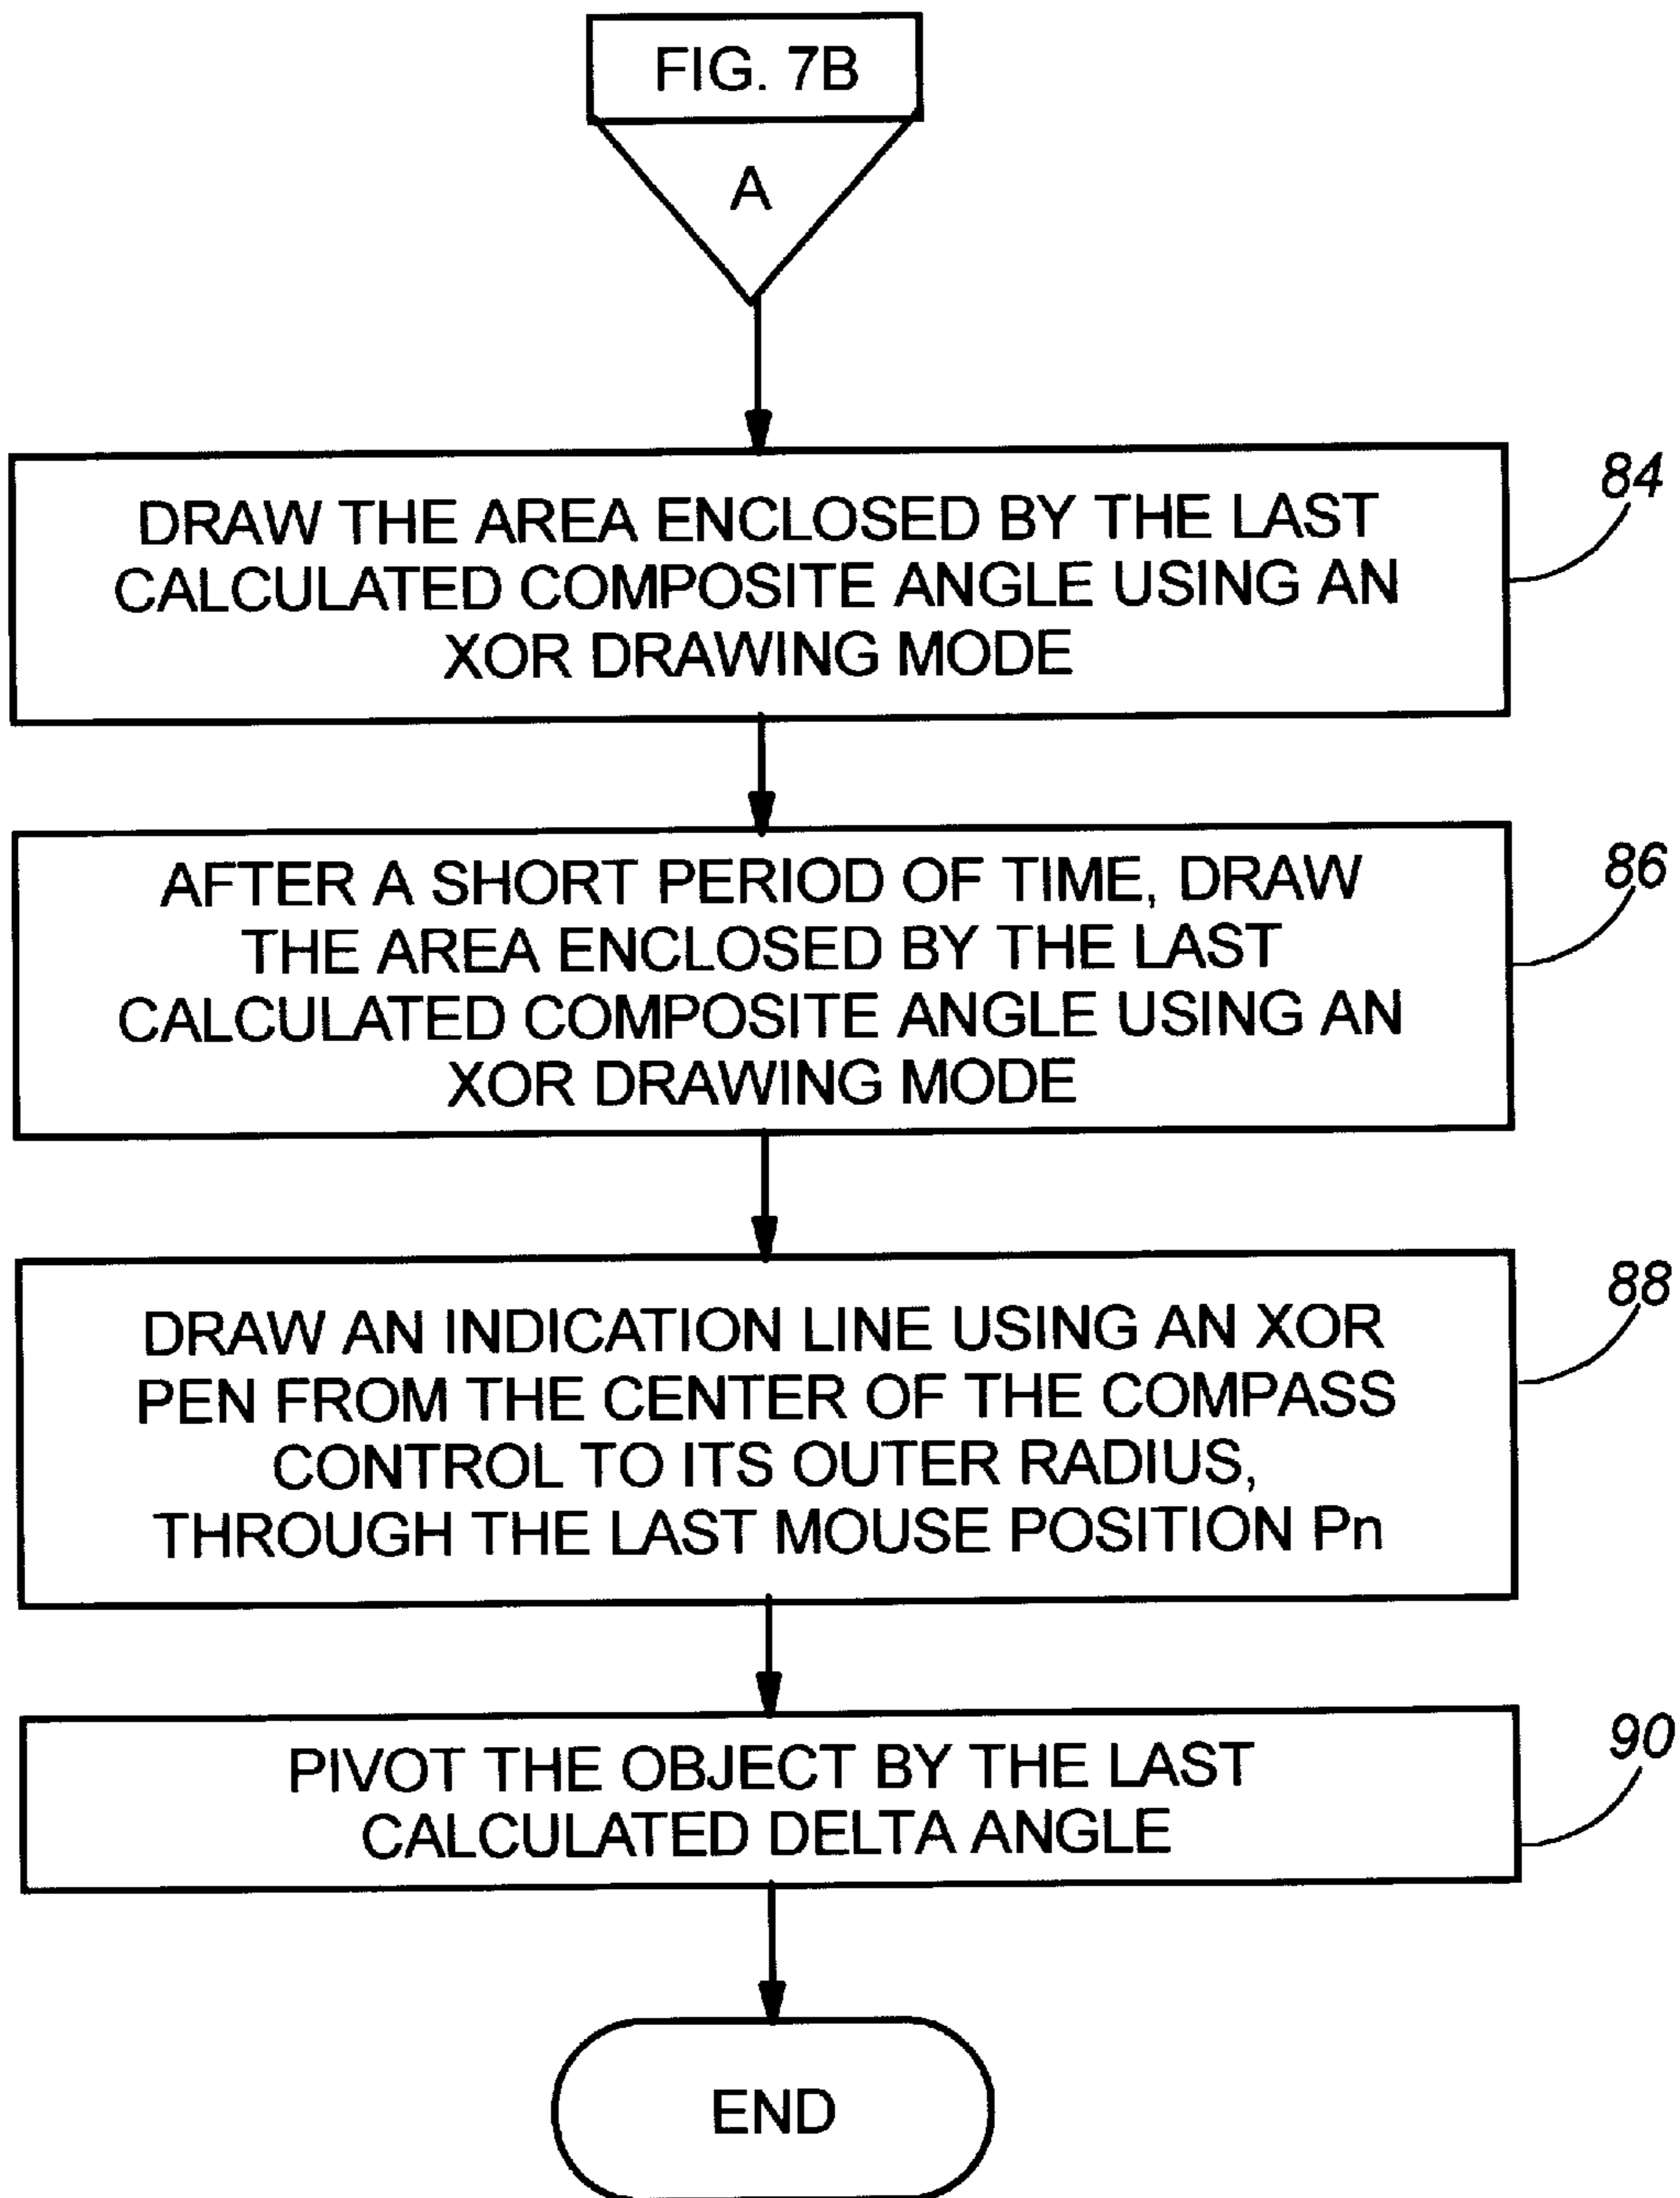 FIG. 7B
A
DRAW THE AREA ENCLOSED BY THE LAST
CALCULATED COMPOSITE ANGLE USING AN
XOR DRAWING MODE
84
AFTER A SHORT PERIOD OF TIME, DRAW
THE AREA ENCLOSED BY THE LAST
CALCULATED COMPOSITE ANGLE USING AN
XOR DRAWING MODE
86
DRAW AN INDICATION LINE USING AN XOR
PEN FROM THE CENTER OF THE COMPASS
CONTROL TO ITS OUTER RADIUS,
THROUGH THE LAST MOUSE POSITION Pn
88
PIVOT THE OBJECT BY THE LAST
CALCULATED DELTA ANGLE
90
END